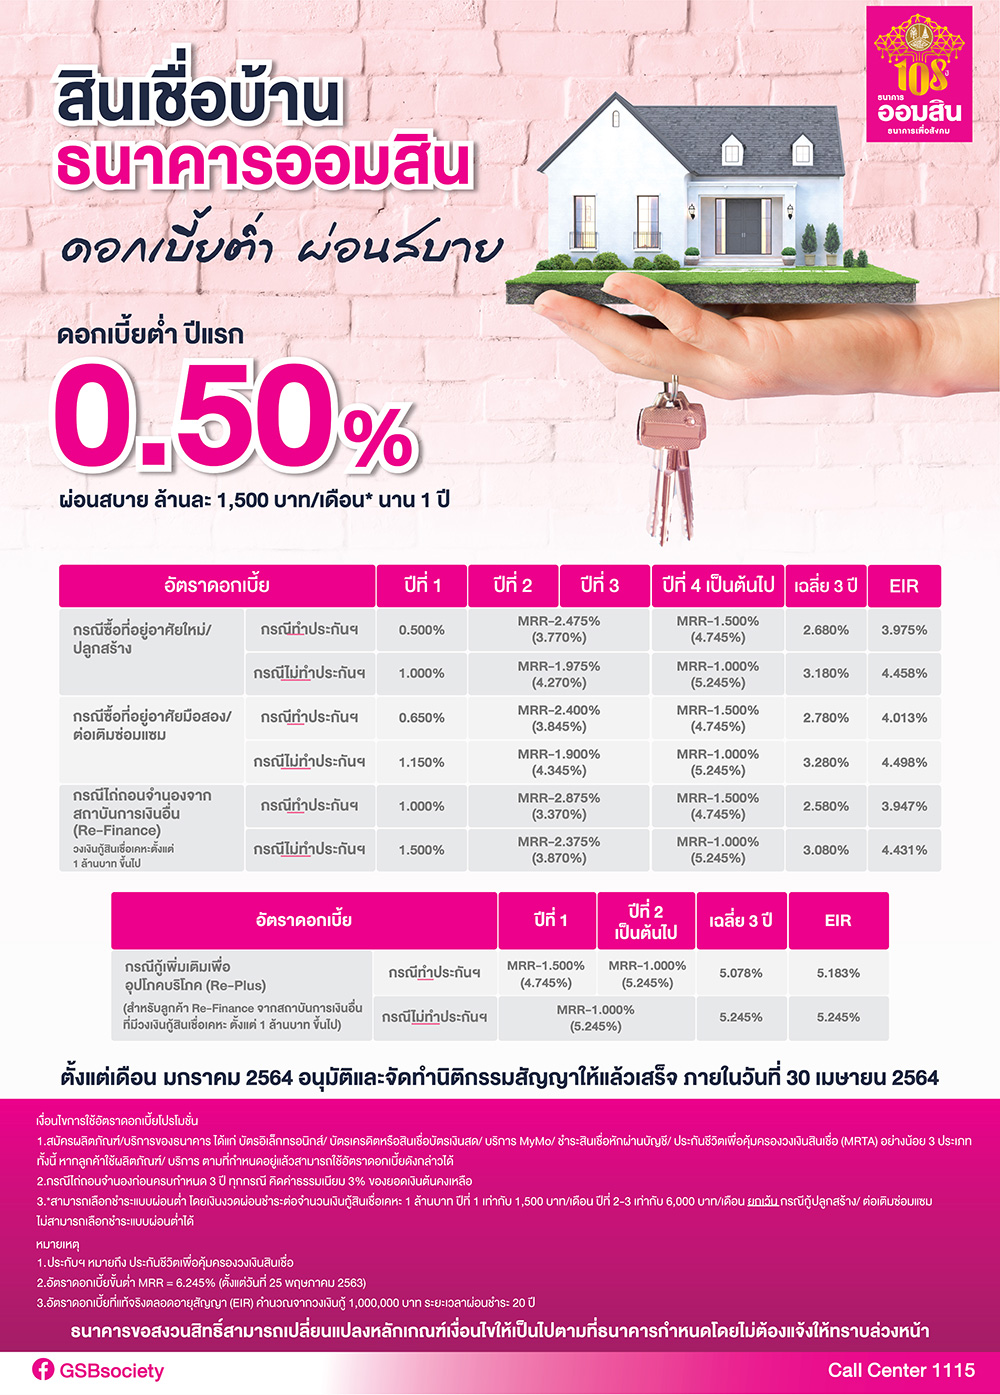 108
ปี
ธนาคาร
ออมสิน
ธนาคารเพื่อสังคม
สินเชื่อบ้าน
ธนาคารออมสิน
ดอกเบี้ยต่ำ ผ่อนสบาย
ดอกเบี้ยต่ำ ปีแรก
0.50%
ผ่อนสบาย ล้านละ 1,500 บาท/เดือน* นาน 1 ปี
อัตราดอกเบี้ย ปีที่ 1 ปีที่ 2 ปีที่ 3 ปีที่ 4 เป็นต้นไป เฉลี่ย 3 ปี EIR
กรณีซื้อที่อยู่อาศัยใหม่/
ปลูกสร้าง
กรณีทำประกันฯ 0.500% MRR-2.475% (3.770%) MRR-1.500% (4.745%) 2.680% 3.975%
กรณีไม่ทำประกันฯ 1.000% MRR-1.975% (4.270%) MRR-1.000% (5.245%) 3.180% 4.458%
กรณีซื้อที่อยู่อาศัยมือสอง/
ต่อเติมซ่อมแซม
กรณีทำประกันฯ 0.650% MRR-2.400% (3.845%) MRR-1.500% (4.745%) 2.780% 4.013%
กรณีไม่ทำประกันฯ 1.150% MRR-1.900% (4.345%) MRR-1.000% (5.245%) 3.280% 4.498%
กรณีไถ่ถอนจำนองจาก
สถาบันการเงินอื่น
(Re-Finance)
วงเงินกู้สินเชื่อเคหะตั้งแต่
1 ล้านบาท ขึ้นไป
กรณีทำประกันฯ 1.000% MRR-2.875% (3.370%) MRR-1.500% (4.745%) 2.580% 3.947%
กรณีไม่ทำประกันฯ 1.500% MRR-2.375% (3.870%) MRR-1.000% (5.245%) 3.080% 4.431%
อัตราดอกเบี้ย ปีที่ 1 ปีที่ 2 เป็นต้นไป เฉลี่ย 3 ปี EIR
กรณีกู้เพิ่มเติมเพื่อ
อุปโภคบริโภค (Re-Plus)
(สำหรับลูกค้า Re-Finance จากสถาบันการเงินอื่น
ที่มีวงเงินกู้สินเชื่อเคหะ ตั้งแต่ 1 ล้านบาท ขึ้นไป)
กรณีทำประกันฯ MRR-1.500% (4.745%) MRR-1.000% (5.245%) 5.078% 5.183%
กรณีไม่ทำประกันฯ MRR-1.000% (5.245%) 5.245% 5.245%
ตั้งแต่เดือน มกราคม 2564 อนุมัติและจัดทำนิติกรรมสัญญาให้แล้วเสร็จ ภายในวันที่ 30 เมษายน 2564
เงื่อนไขการใช้อัตราดอกเบี้ยโปรโมชั่น
1.สมัครผลิตภัณฑ์/บริการของธนาคาร ได้แก่ บัตรอิเล็กทรอนิกส์/ บัตรเครดิตหรือสินเชื่อบัตรเงินสด/ บริการ MyMo/ ชำระสินเชื่อหักผ่านบัญชี/ ประกันชีวิตเพื่อคุ้มครองวงเงินสินเชื่อ (MRTA) อย่างน้อย 3 ประเภท
ทั้งนี้ หากลูกค้าใช้ผลิตภัณฑ์/ บริการ ตามที่กำหนดอยู่แล้วสามารถใช้อัตราดอกเบี้ยดังกล่าวได้
2.กรณีไถ่ถอนจำนองก่อนครบกำหนด 3 ปี ทุกกรณี คิดค่าธรรมเนียม 3% ของยอดเงินต้นคงเหลือ
3.*สามารถเลือกชำระแบบผ่อนต่ำ โดยเงินงวดผ่อนชำระต่อจำนวนเงินกู้สินเชื่อเคหะ 1 ล้านบาท ปีที่ 1 เท่ากับ 1,500 บาท/เดือน ปีที่ 2-3 เท่ากับ 6,000 บาท/เดือน ยกเว้น กรณีกู้ปลูกสร้าง/ ต่อเติมซ่อมแซม
ไม่สามารถเลือกชำระแบบผ่อนต่ำได้
หมายเหตุ
1.ประกันฯ หมายถึง ประกันชีวิตเพื่อคุ้มครองวงเงินสินเชื่อ
2.อัตราดอกเบี้ยขั้นต่ำ MRR = 6.245% (ตั้งแต่วันที่ 25 พฤษภาคม 2563)
3.อัตราดอกเบี้ยที่แท้จริงตลอดอายุสัญญา (EIR) คำนวณจากวงเงินกู้ 1,000,000 บาท ระยะเวลาผ่อนชำระ 20 ปี
ธนาคารขอสงวนสิทธิ์สามารถเปลี่ยนแปลงหลักเกณฑ์เงื่อนไขให้เป็นไปตามที่ธนาคารกำหนดโดยไม่ต้องแจ้งให้ทราบล่วงหน้า
GSBsociety Call Center 1115